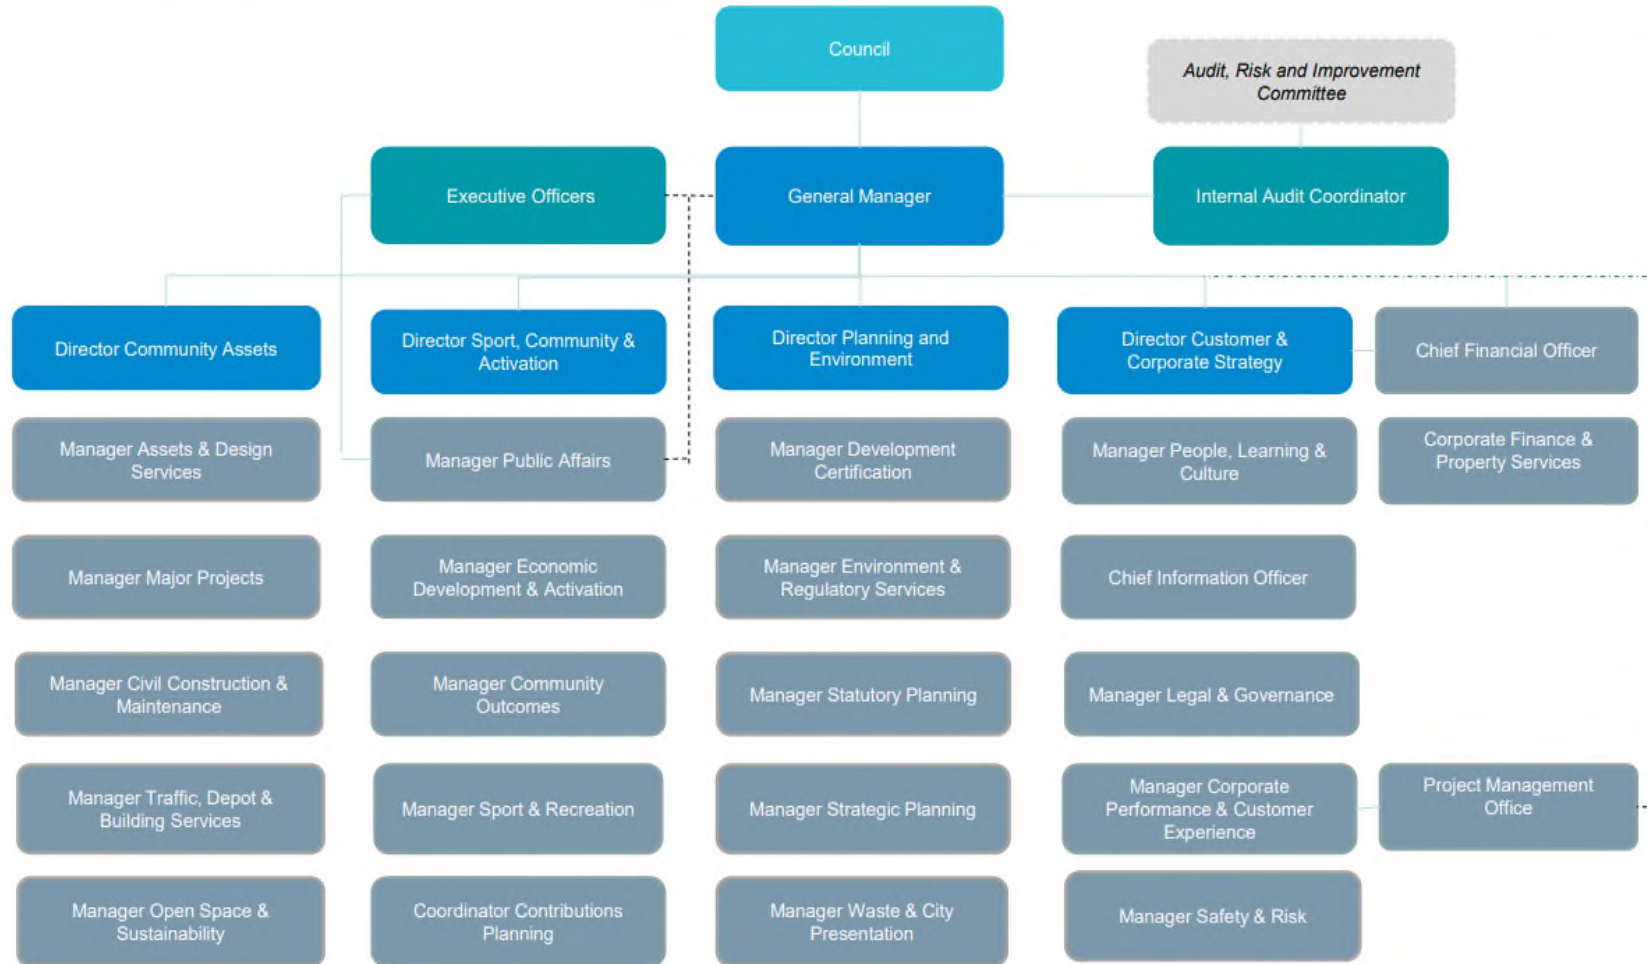 Council
Audit, Risk and Improvement
Committee
Executive Officers
General Manager
Internal Audit Coordinator
Director Community Assets
Director Sport, Community &
Activation
Director Planning and
Environment
Director Customer &
Corporate Strategy
Chief Financial Officer
Manager Assets & Design
Services
Manager Public Affairs
Manager Development
Certification
Manager People, Learning &
Culture
Corporate Finance &
Property Services
Manager Major Projects
Manager Economic
Development & Activation
Manager Environment &
Regulatory Services
Chief Information Officer
Manager Civil Construction &
Maintenance
Manager Community
Outcomes
Manager Statutory Planning
Manager Legal & Governance
Manager Traffic, Depot &
Building Services
Manager Sport & Recreation
Manager Strategic Planning
Manager Corporate
Performance & Customer
Experience
Project Management
Office
Manager Open Space &
Sustainability
Coordinator Contributions
Planning
Manager Waste & City
Presentation
Manager Safety & Risk